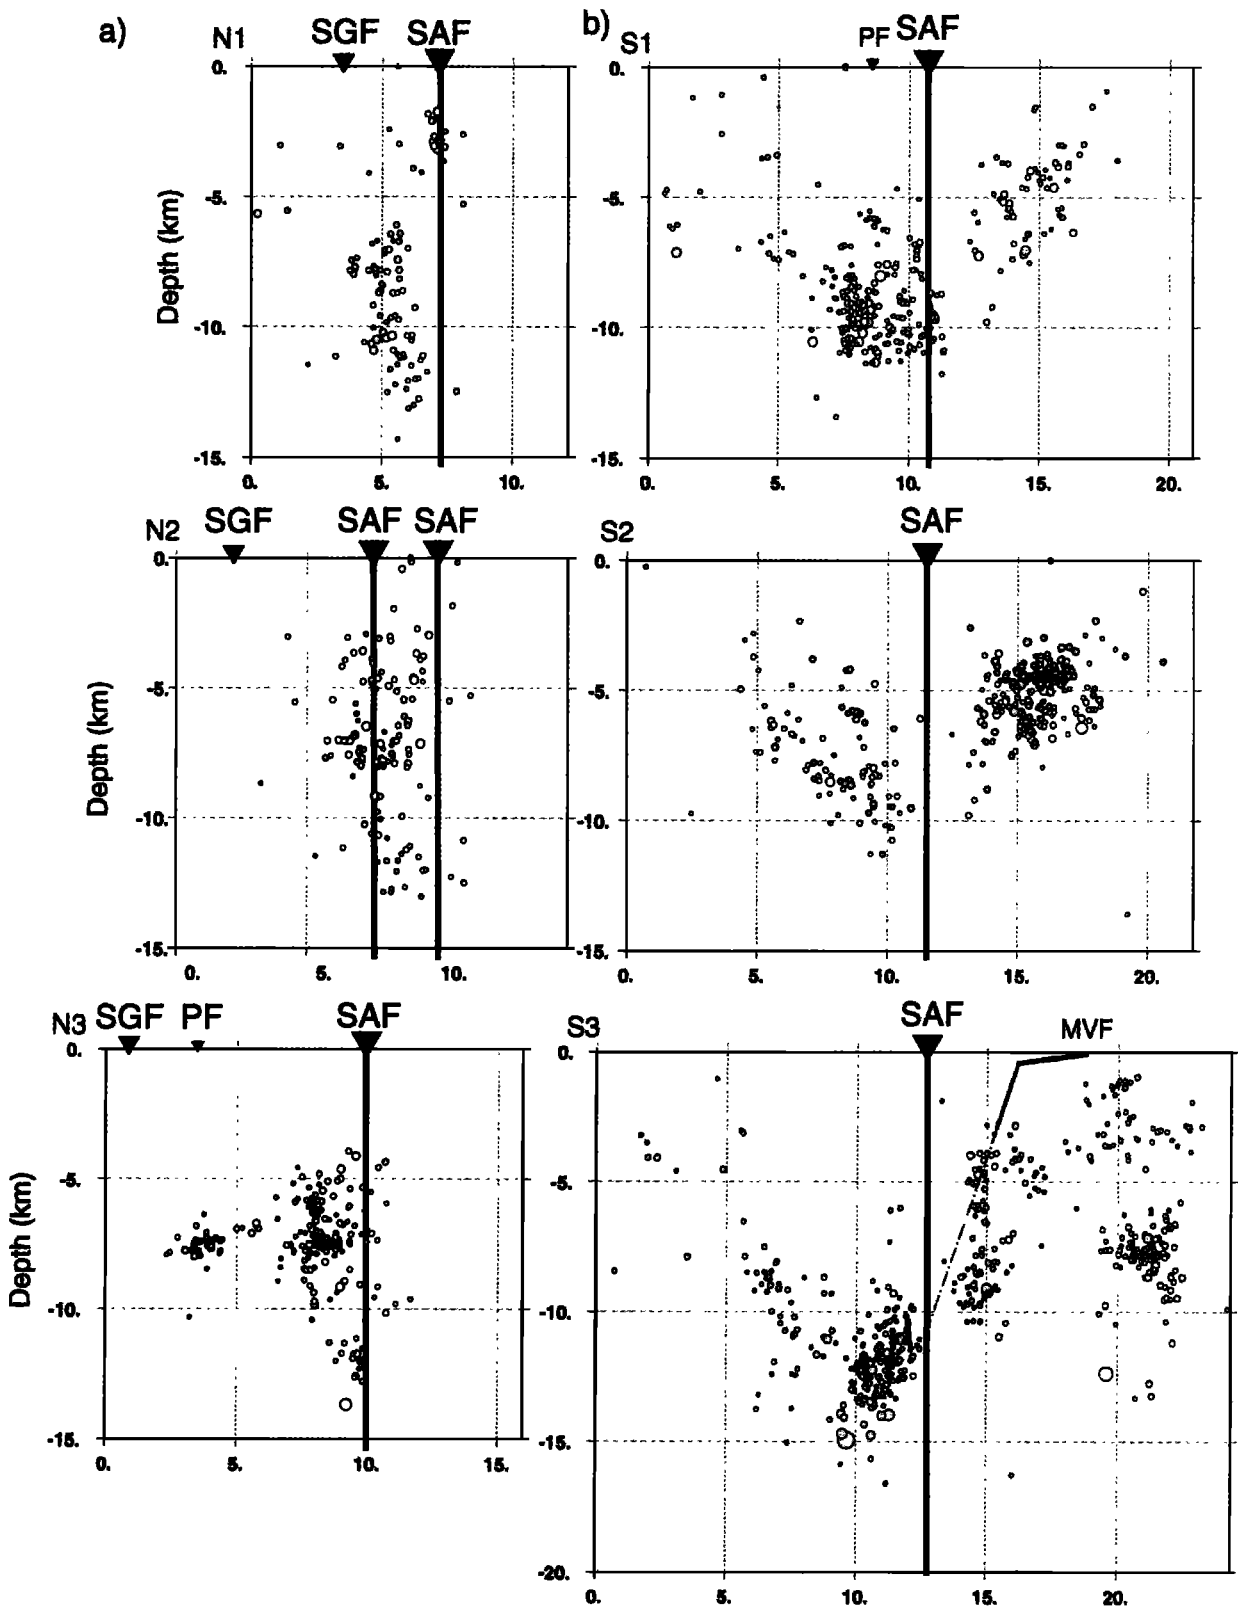 a)
N1 SGF SAF
0.
-5.
-10.
-15.
Depth (km)
0. 5. 10.
b)
S1 PF SAF
0.
-5.
-10.
-15.
0. 5. 10. 15. 20.
N2 SGF SAF SAF
0.
-5.
-10.
-15.
Depth (km)
0. 5. 10.
S2 SAF
0.
-5.
-10.
-15.
0. 5. 10. 15. 20.
N3 SGF PF SAF
0.
-5.
-10.
-15.
Depth (km)
0. 5. 10. 15.
S3 SAF MVF
0.
-5.
-10.
-15.
-20.
0. 5. 10. 15. 20.